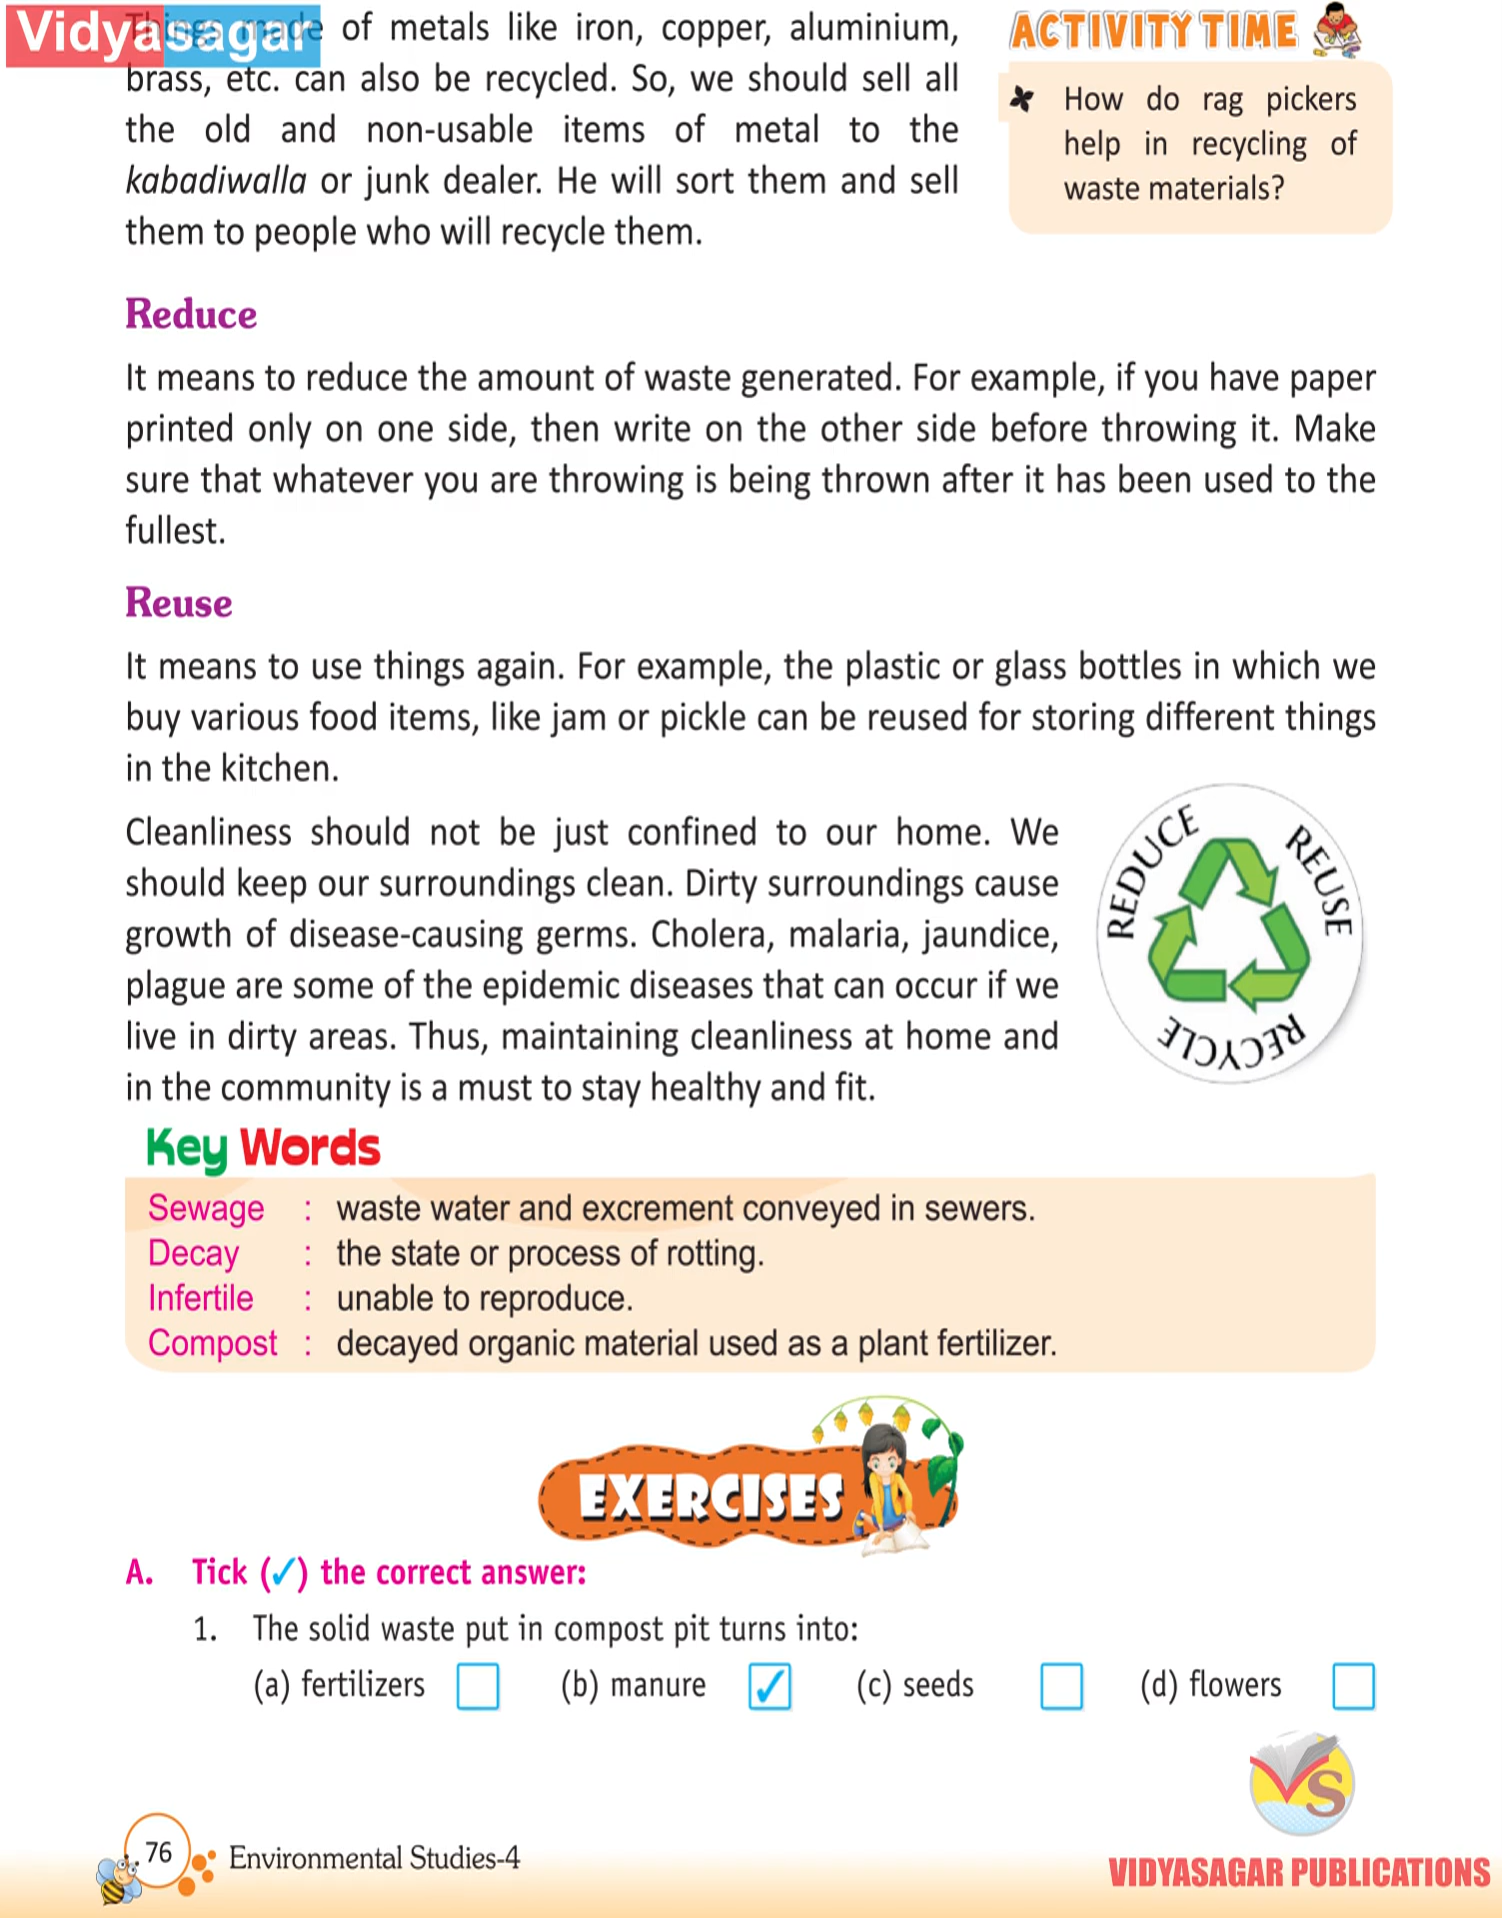 Vidyasagar
Things made of metals like iron, copper, aluminium,
brass, etc. can also be recycled. So, we should sell all
the old and non-usable items of metal to the
kabadiwalla or junk dealer. He will sort them and sell
them to people who will recycle them.
ACTIVITY TIME
How do rag pickers
help in recycling of
waste materials?
Reduce
It means to reduce the amount of waste generated. For example, if you have paper
printed only on one side, then write on the other side before throwing it. Make
sure that whatever you are throwing is being thrown after it has been used to the
fullest.
Reuse
It means to use things again. For example, the plastic or glass bottles in which we
buy various food items, like jam or pickle can be reused for storing different things
in the kitchen.
Cleanliness should not be just confined to our home. We
should keep our surroundings clean. Dirty surroundings cause
growth of disease-causing germs. Cholera, malaria, jaundice,
plague are some of the epidemic diseases that can occur if we
live in dirty areas. Thus, maintaining cleanliness at home and
in the community is a must to stay healthy and fit.
REDUCE
REUSE
RECYCLE
Key Words
Sewage : waste water and excrement conveyed in sewers.
Decay : the state or process of rotting.
Infertile : unable to reproduce.
Compost : decayed organic material used as a plant fertilizer.
EXERCISES
A. Tick (✓) the correct answer:
1. The solid waste put in compost pit turns into:
(a) fertilizers (b) manure ✓ (c) seeds (d) flowers
VS
76 Environmental Studies-4
VIDYASAGAR PUBLICATIONS